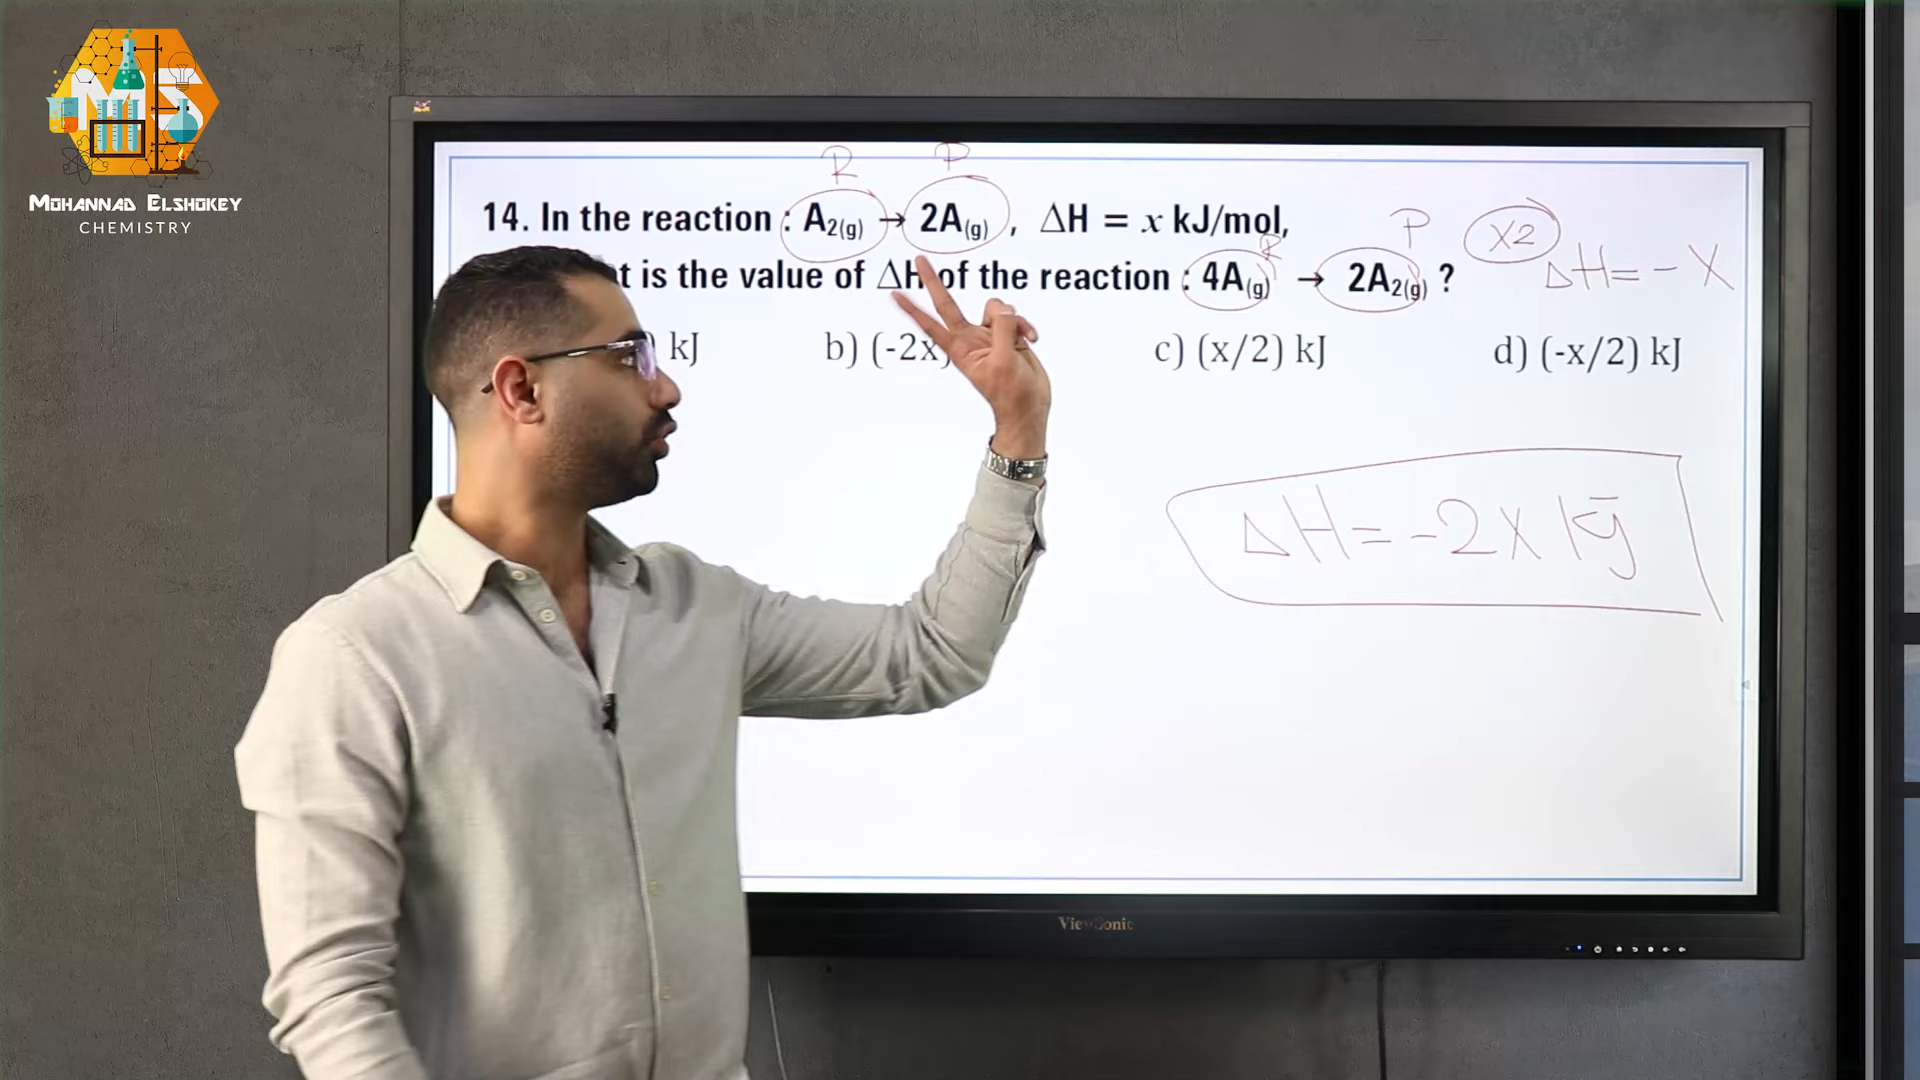 MS
MOHANNAD ELSHOKEY
CHEMISTRY
R P
14. In the reaction : A₂(g) → 2A(g) , ΔH = x kJ/mol,
R P X2
t is the value of ΔH of the reaction : 4A(g) → 2A₂(g) ? ΔH = - X
) kJ b) (-2x) c) (x/2) kJ d) (-x/2) kJ
ΔH = -2X kJ
ViewSonic